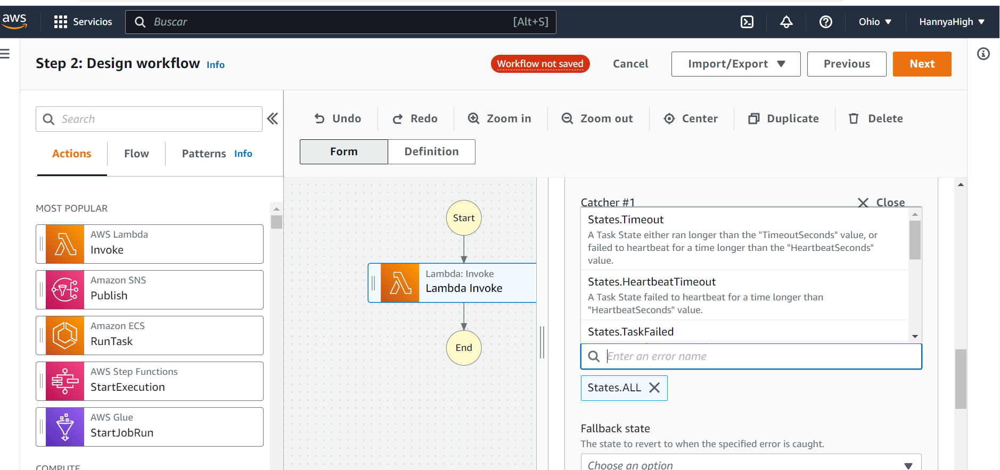 aws
Servicios
Buscar
[Alt+S]
Ohio
HannyaHigh
Step 2: Design workflow Info
Workflow not saved
Cancel
Import/Export
Previous
Next
Search
Actions
Flow
Patterns Info
Undo
Redo
Zoom in
Zoom out
Center
Duplicate
Delete
Form
Definition
MOST POPULAR
AWS Lambda
Invoke
Amazon SNS
Publish
Amazon ECS
RunTask
AWS Step Functions
StartExecution
AWS Glue
StartJobRun
COMPUTE
Start
Lambda: Invoke
Lambda Invoke
End
Catcher #1
Close
States.Timeout
A Task State either ran longer than the "TimeoutSeconds" value, or
failed to heartbeat for a time longer than the "HeartbeatSeconds"
value.
States.HeartbeatTimeout
A Task State failed to heartbeat for a time longer than
"HeartbeatSeconds" value.
States.TaskFailed
Enter an error name
States.ALL
Fallback state
The state to revert to when the specified error is caught.
Choose an option